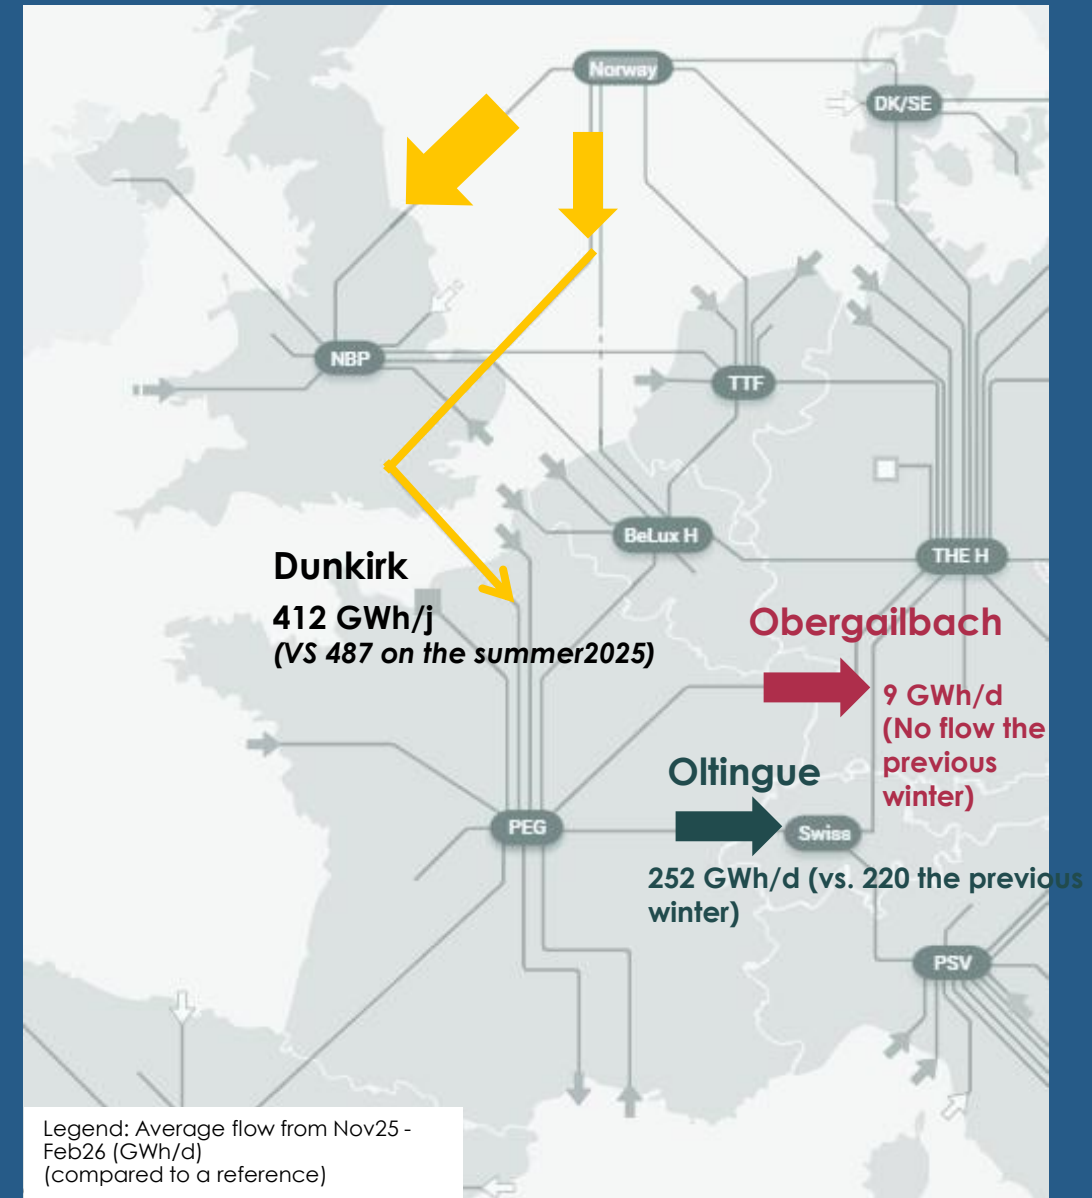 Norway
DK/SE
NBP
TTF
BeLux H
THE H
Dunkirk
412 GWh/j
(VS 487 on the summer2025)
Obergailbach
9 GWh/d
(No flow the
previous
winter)
Oltingue
PEG
Swiss
252 GWh/d (vs. 220 the previous
winter)
PSV
Legend: Average flow from Nov25 -
Feb26 (GWh/d)
(compared to a reference)